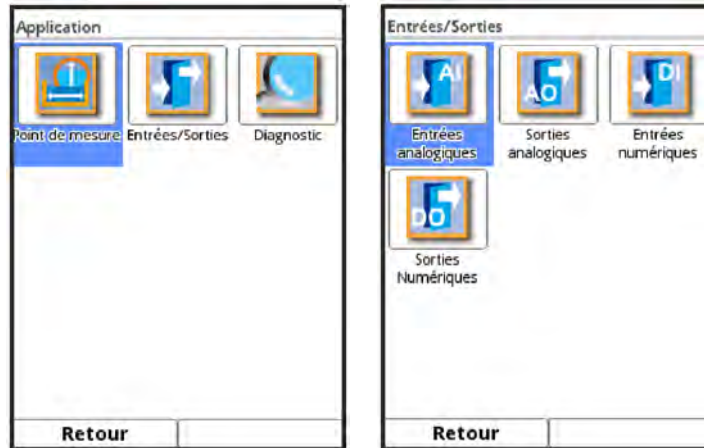 Application
Point de mesure
Entrées/Sorties
Diagnostic
Retour
Entrées/Sorties
AI
AO
DI
Entrées
analogiques
Sorties
analogiques
Entrées
numériques
DO
Sorties
Numériques
Retour